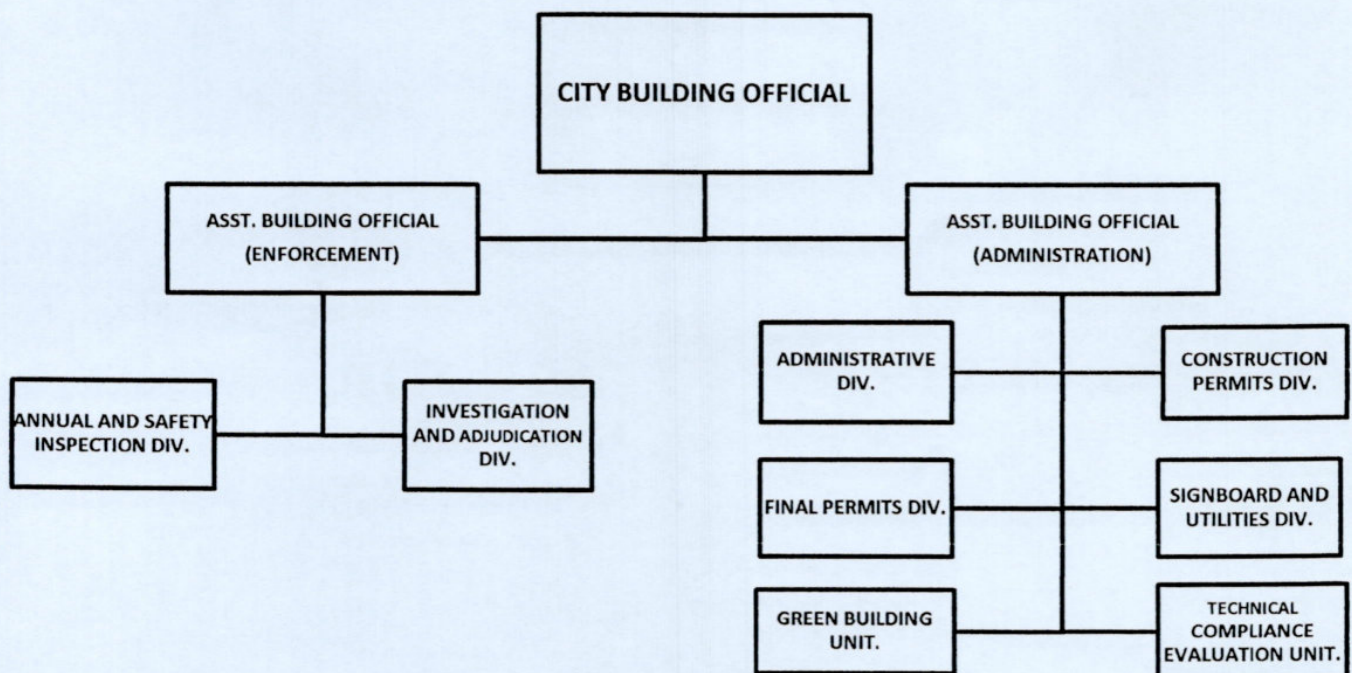 CITY BUILDING OFFICIAL
ASST. BUILDING OFFICIAL
(ENFORCEMENT)
ASST. BUILDING OFFICIAL
(ADMINISTRATION)
ANNUAL AND SAFETY
INSPECTION DIV.
INVESTIGATION
AND ADJUDICATION
DIV.
ADMINISTRATIVE
DIV.
CONSTRUCTION
PERMITS DIV.
FINAL PERMITS DIV.
SIGNBOARD AND
UTILITIES DIV.
GREEN BUILDING
UNIT.
TECHNICAL
COMPLIANCE
EVALUATION UNIT.